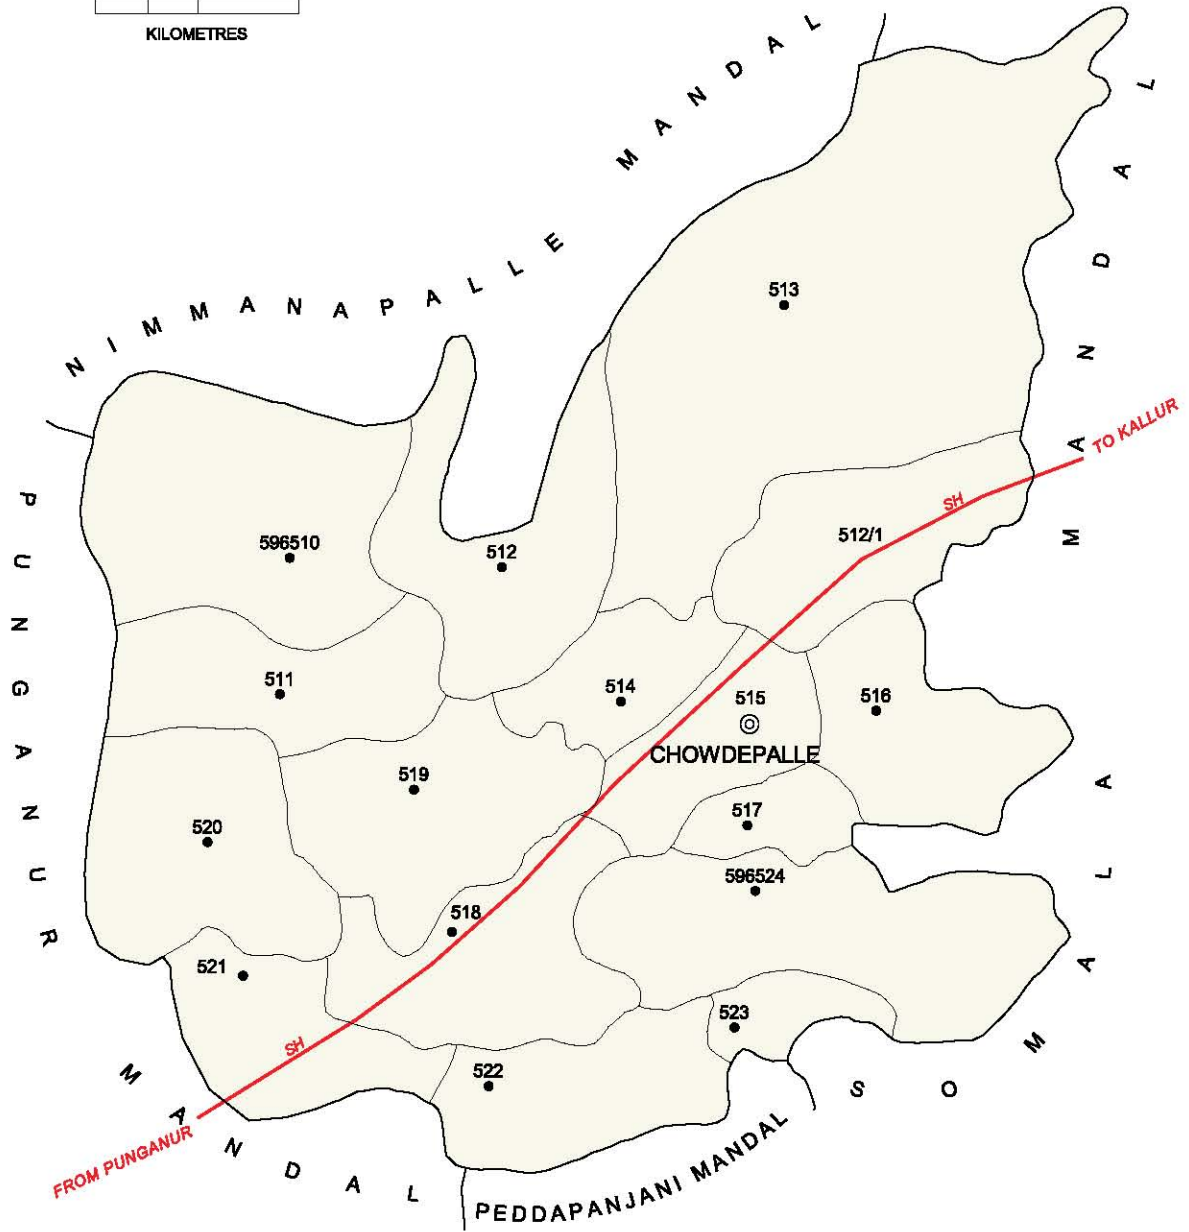 KILOMETRES
NIMMANAPALLE MANDAL
513
TO KALLUR
SH
512/1
596510
512
511
514
515
516
CHOWDEPALLE
519
517
520
596524
518
521
523
SH
522
FROM PUNGANUR
PUNGANUR MANDAL
PEDDAPANJANI MANDAL
SOMALA MANDAL